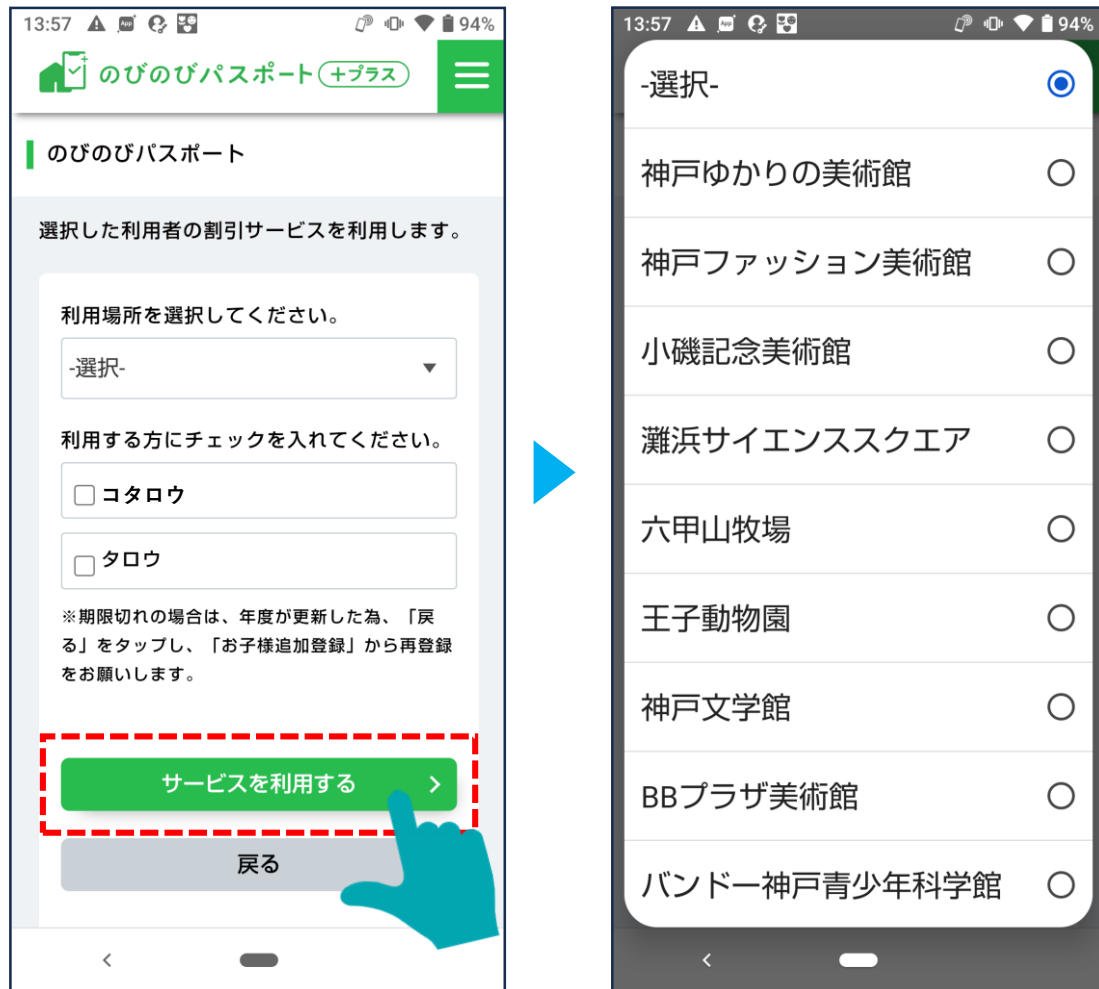 13:57
94%
のびのびパスポート +プラス
のびのびパスポート
選択した利用者の割引サービスを利用します。
利用場所を選択してください。
-選択-
利用する方にチェックを入れてください。
コタロウ
タロウ
※期限切れの場合は、年度が更新した為、「戻
る」をタップし、「お子様追加登録」から再登録
をお願いします。
サービスを利用する
戻る
13:57
94%
-選択-
神戸ゆかりの美術館
神戸ファッション美術館
小磯記念美術館
灘浜サイエンススクエア
六甲山牧場
王子動物園
神戸文学館
BBプラザ美術館
バンドー神戸青少年科学館